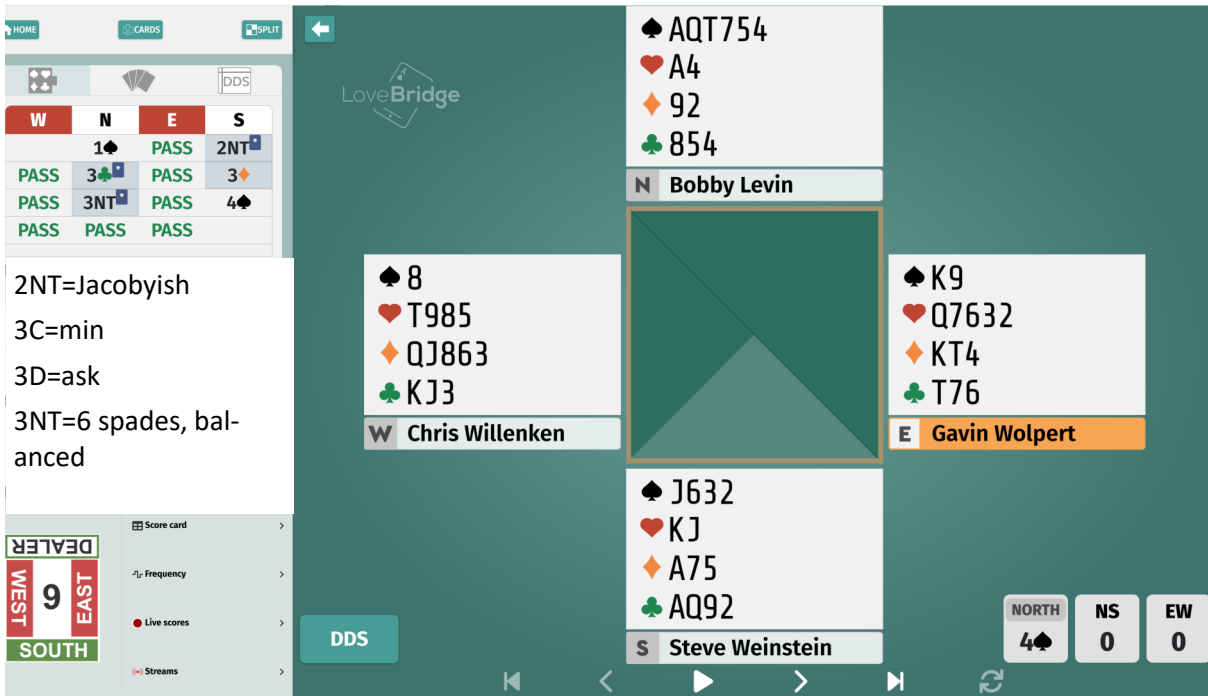 HOME
CARDS
SPLIT
DDS
W N E S
1♠ PASS 2NT*
PASS 3♣* PASS 3♦
PASS 3NT* PASS 4♠
PASS PASS PASS
2NT=Jacobyish
3C=min
3D=ask
3NT=6 spades, bal-
anced
DEALER
WEST
9
EAST
SOUTH
Score card
Frequency
Live scores
Streams
LoveBridge
♠ AQT754
♥ A4
♦ 92
♣ 854
N Bobby Levin
♠ 8
♥ T985
♦ QJ863
♣ KJ3
W Chris Willenken
♠ K9
♥ Q7632
♦ KT4
♣ T76
E Gavin Wolpert
♠ J632
♥ KJ
♦ A75
♣ AQ92
S Steve Weinstein
DDS
NORTH
4♠
NS
0
EW
0